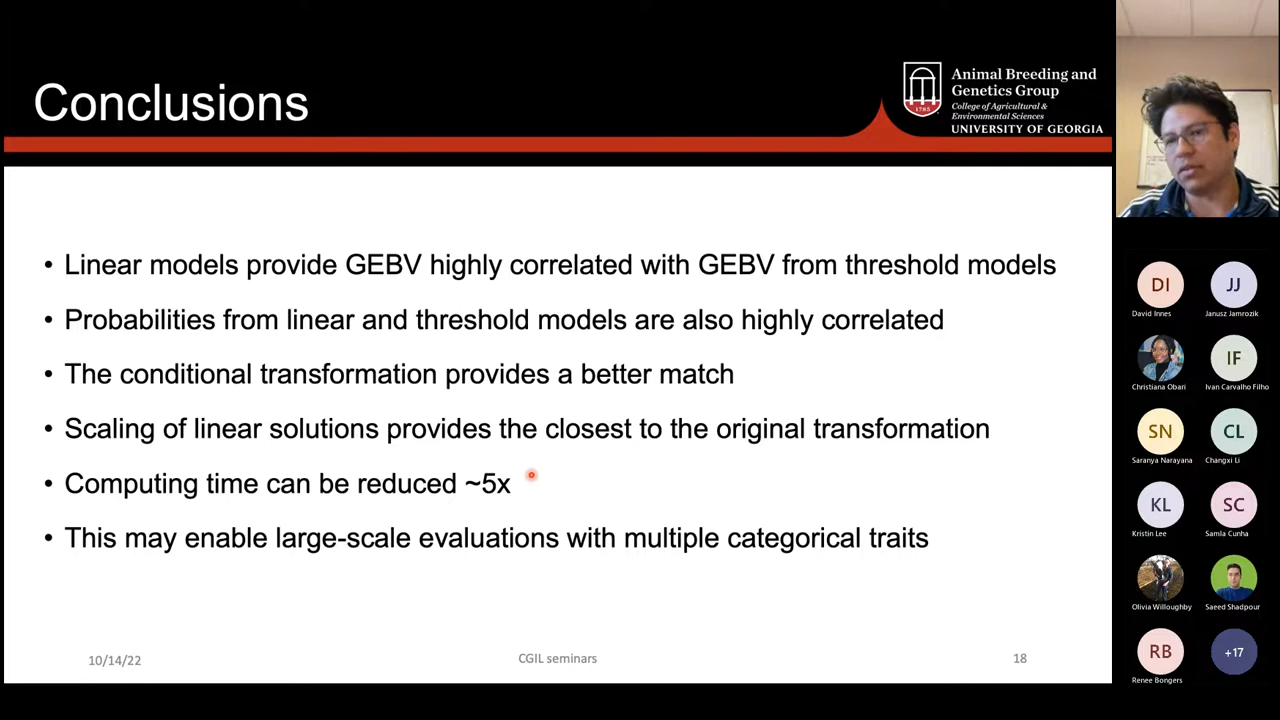 Conclusions
Animal Breeding and
Genetics Group
College of Agricultural &
Environmental Sciences
UNIVERSITY OF GEORGIA
1785
• Linear models provide GEBV highly correlated with GEBV from threshold models
• Probabilities from linear and threshold models are also highly correlated
• The conditional transformation provides a better match
• Scaling of linear solutions provides the closest to the original transformation
• Computing time can be reduced ~5x
• This may enable large-scale evaluations with multiple categorical traits
10/14/22
CGIL seminars
18
DI
David Innes
JJ
Janusz Jamrozik
Christiana Obari
IF
Ivan Carvalho Filho
SN
Saranya Narayana
CL
Changxi Li
KL
Kristin Lee
SC
Samla Cunha
Olivia Willoughby
Saeed Shadpour
RB
Renee Bongers
+17